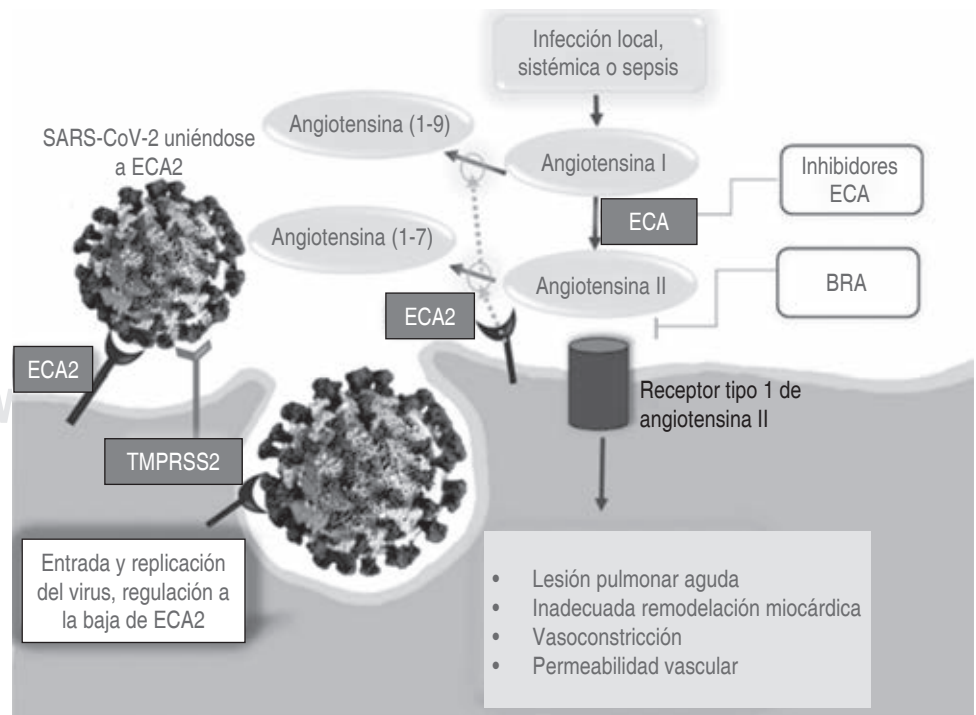 Infección local,
sistémica o sepsis
SARS-CoV-2 uniéndose
a ECA2
Angiotensina (1-9)
Angiotensina I
Inhibidores
ECA
ECA
Angiotensina (1-7)
Angiotensina II
BRA
ECA2
ECA2
Receptor tipo 1 de
angiotensina II
TMPRSS2
Entrada y replicación
del virus, regulación a
la baja de ECA2
• Lesión pulmonar aguda
• Inadecuada remodelación miocárdica
• Vasoconstricción
• Permeabilidad vascular